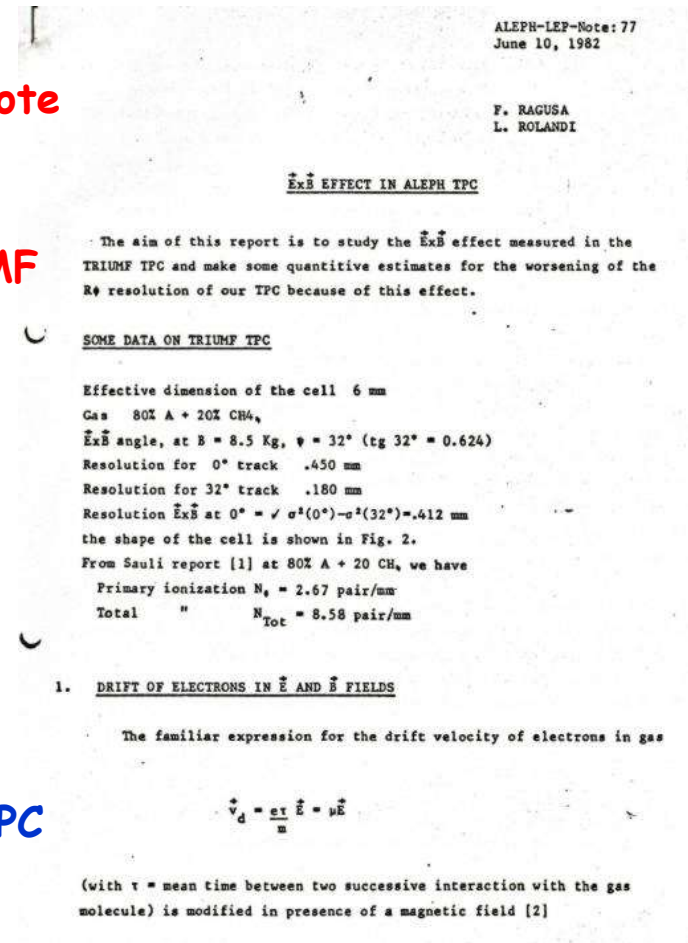 ALEPH-LEP-Note: 77
June 10, 1982
ote
F. RAGUSA
L. ROLANDI
E⃗xB⃗ EFFECT IN ALEPH TPC
The aim of this report is to study the E⃗xB⃗ effect measured in the
MF
TRIUMF TPC and make some quantitive estimates for the worsening of the
Rϕ resolution of our TPC because of this effect.
SOME DATA ON TRIUMF TPC
Effective dimension of the cell 6 mm
Gas 80% A + 20% CH4,
E⃗xB⃗ angle, at B = 8.5 Kg, ψ = 32° (tg 32° = 0.624)
Resolution for 0° track .450 mm
Resolution for 32° track .180 mm
Resolution E⃗xB⃗ at 0° = √ σ²(0°)-σ²(32°)=.412 mm
the shape of the cell is shown in Fig. 2.
From Sauli report [1] at 80% A + 20 CH₄ we have
Primary ionization = 2.67 pair/mm
Total " N_Tot = 8.58 pair/mm
1. DRIFT OF ELECTRONS IN E⃗ AND B⃗ FIELDS
The familiar expression for the drift velocity of electrons in gas
v⃗_d = eτ/m E⃗ = μE⃗
PC
(with τ = mean time between two successive interaction with the gas
molecule) is modified in presence of a magnetic field [2]